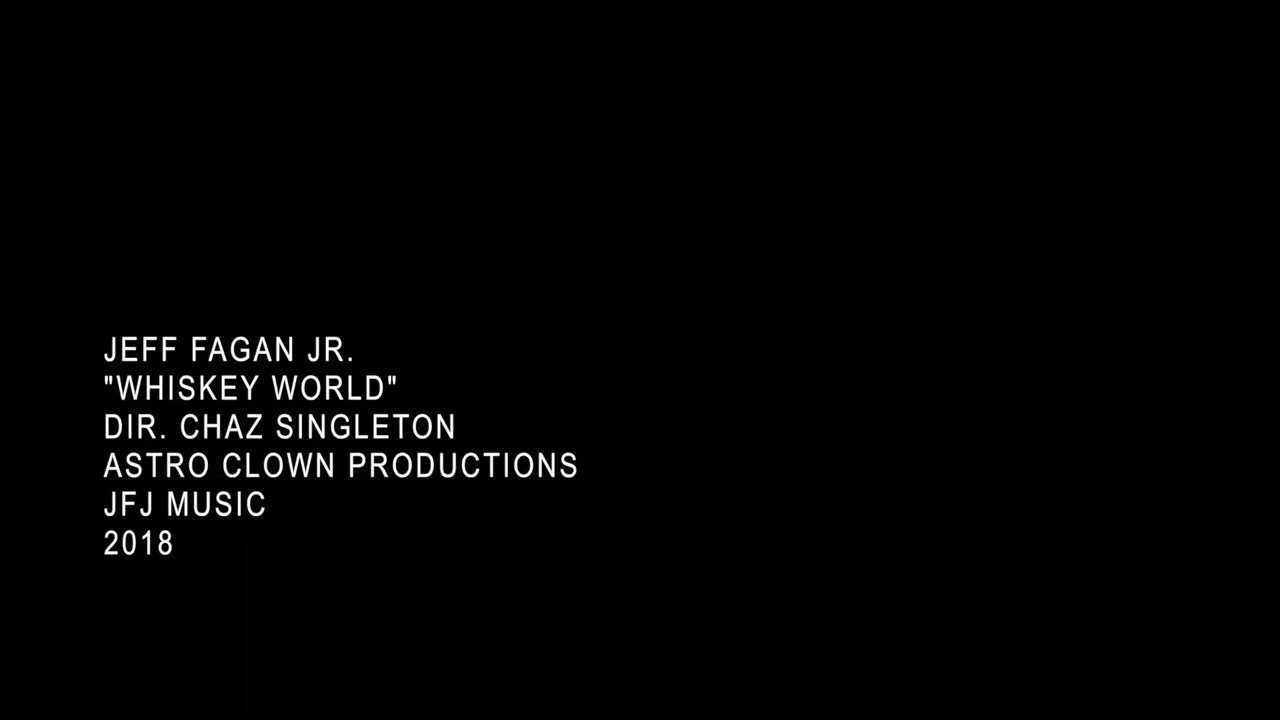 JEFF FAGAN JR.
"WHISKEY WORLD"
DIR. CHAZ SINGLETON
ASTRO CLOWN PRODUCTIONS
JFJ MUSIC
2018